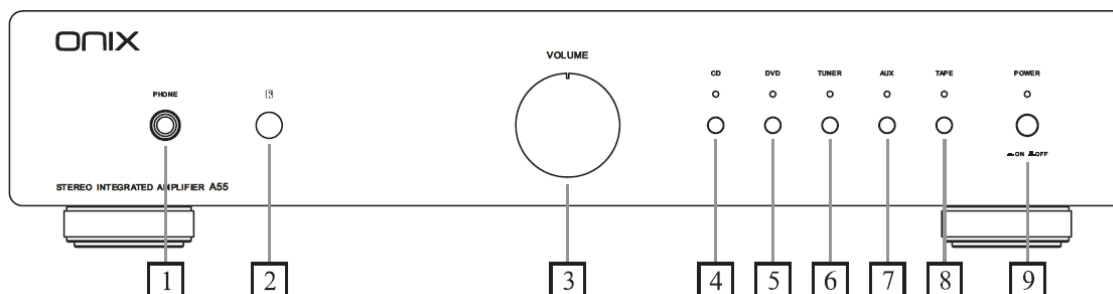 ONIX
VOLUME
CD DVD TUNER AUX TAPE POWER
PHONE
ON OFF
STEREO INTEGRATED AMPLIFIER A55
1 2 3 4 5 6 7 8 9